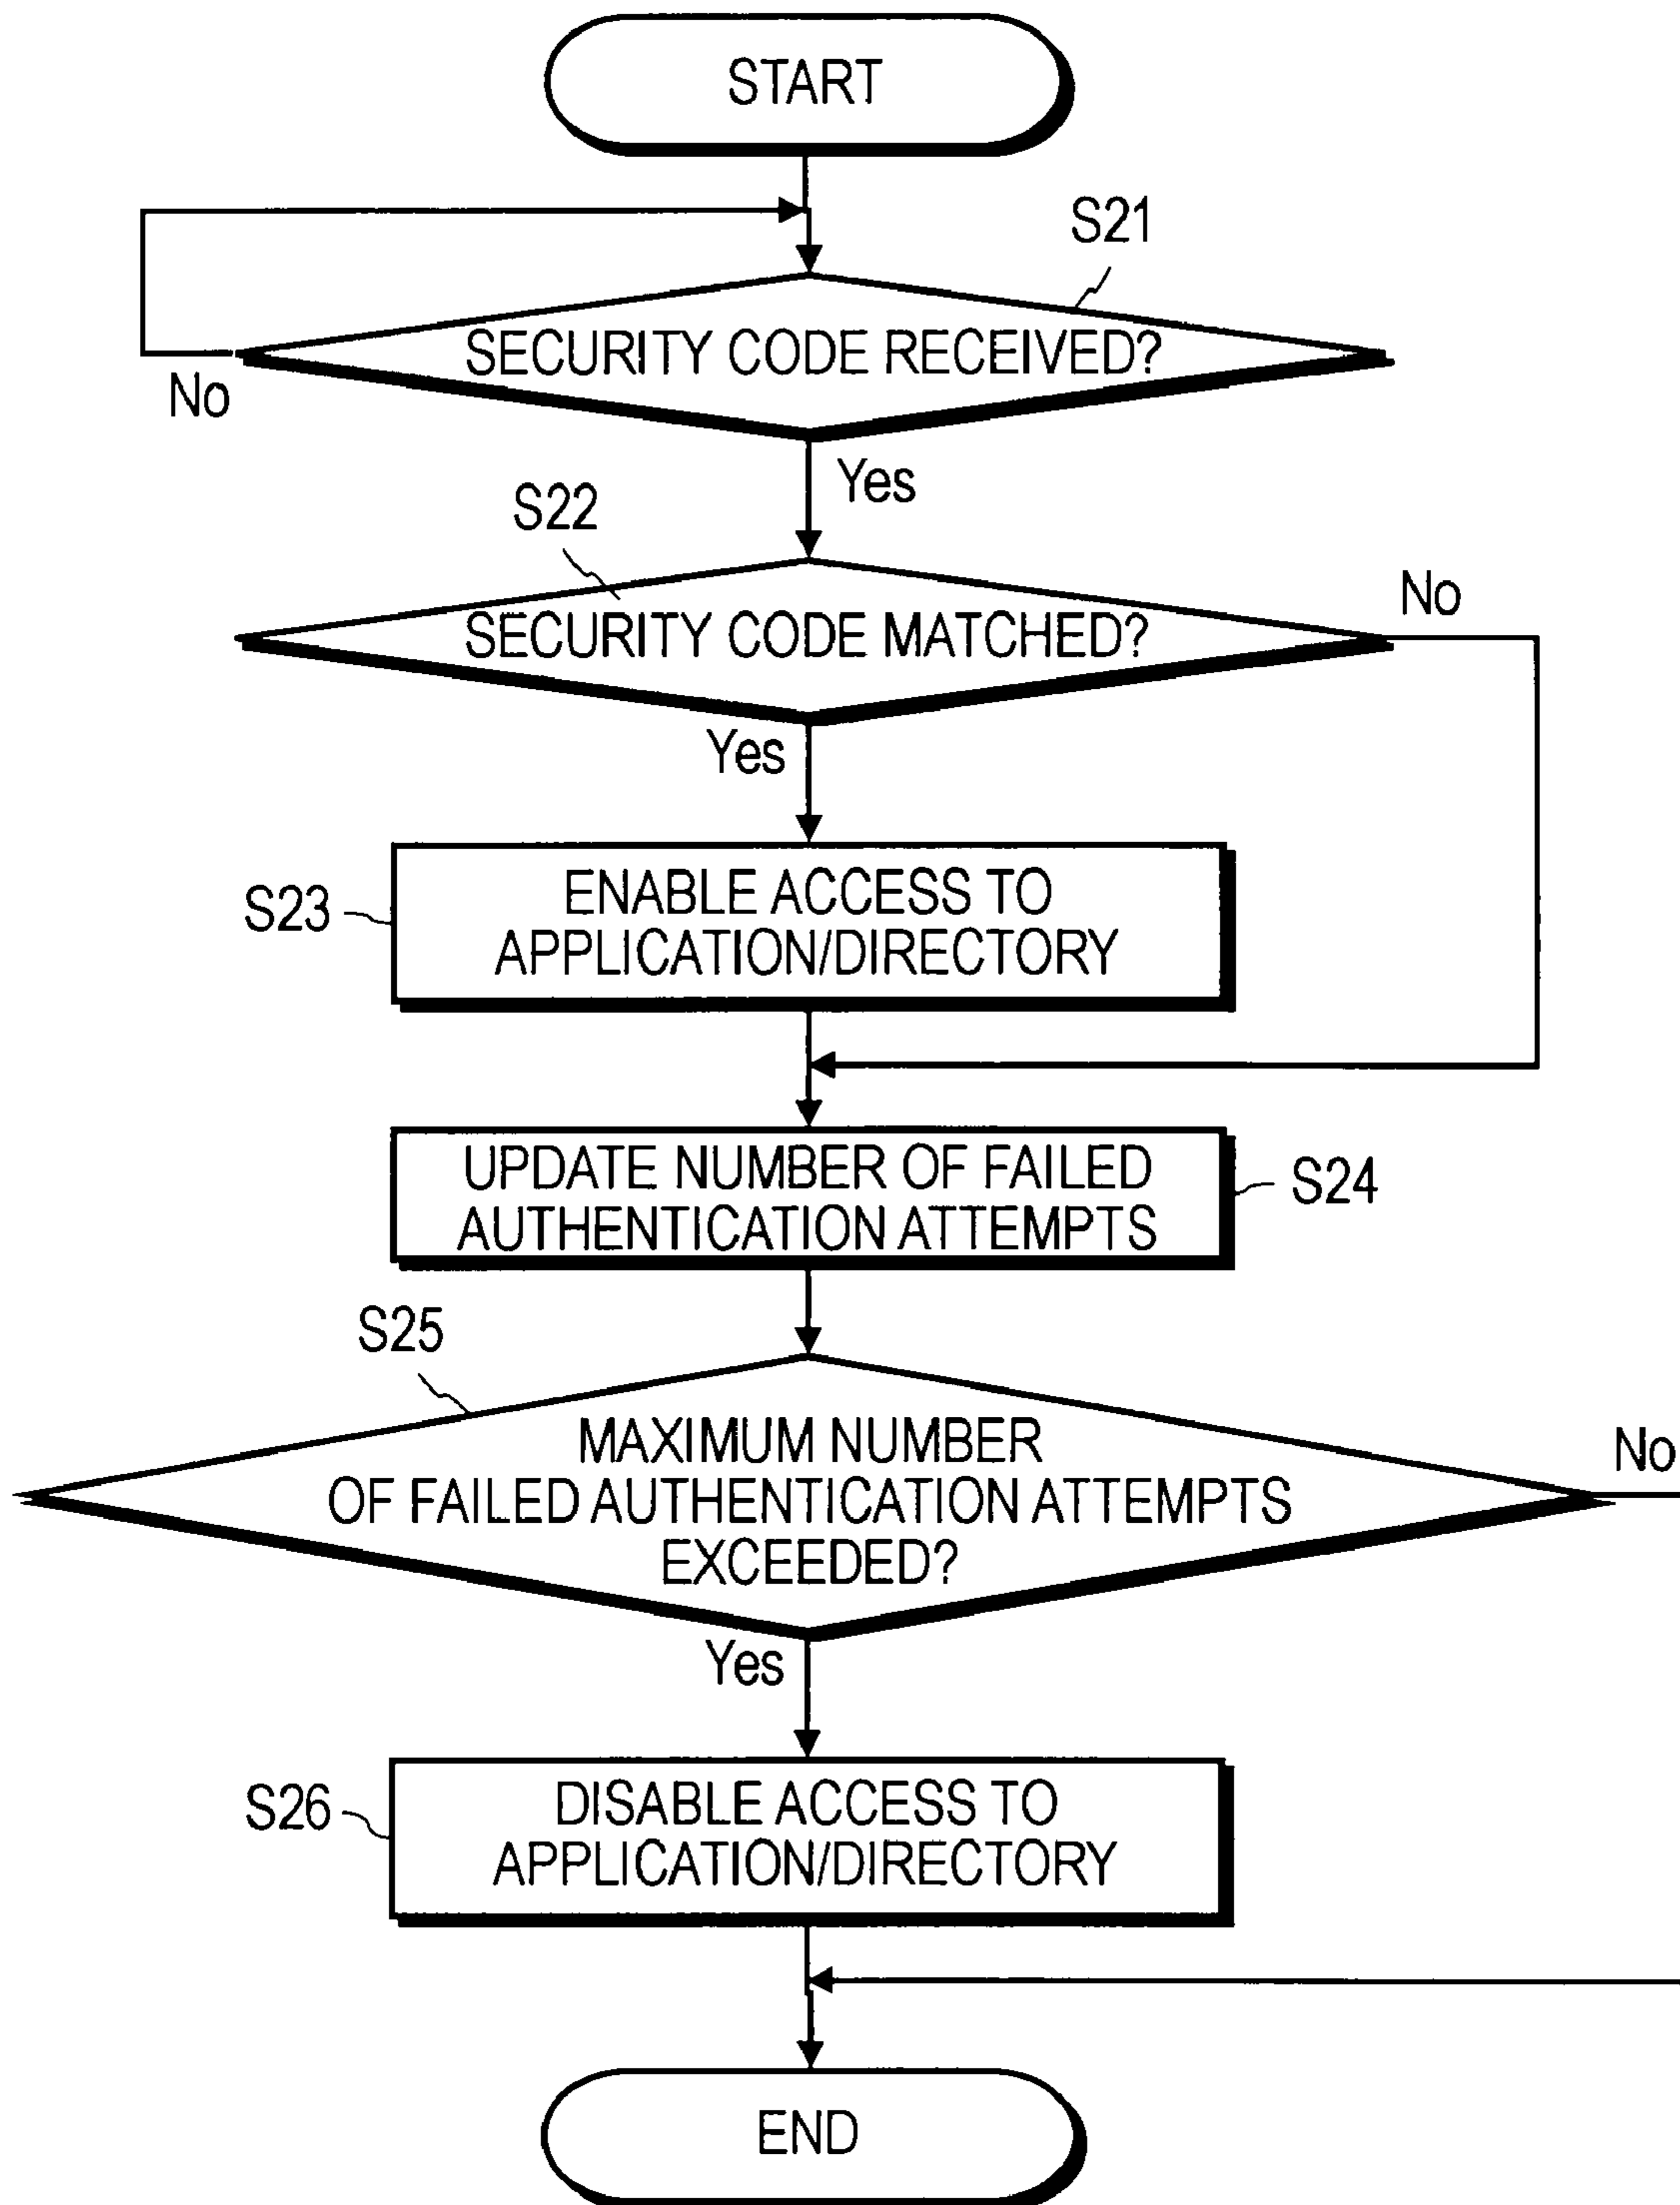 START
S21
SECURITY CODE RECEIVED?
No
Yes
S22
No
SECURITY CODE MATCHED?
Yes
S23
ENABLE ACCESS TO
APPLICATION/DIRECTORY
UPDATE NUMBER OF FAILED
AUTHENTICATION ATTEMPTS
S24
S25
MAXIMUM NUMBER
OF FAILED AUTHENTICATION ATTEMPTS
EXCEEDED?
No
Yes
S26
DISABLE ACCESS TO
APPLICATION/DIRECTORY
END